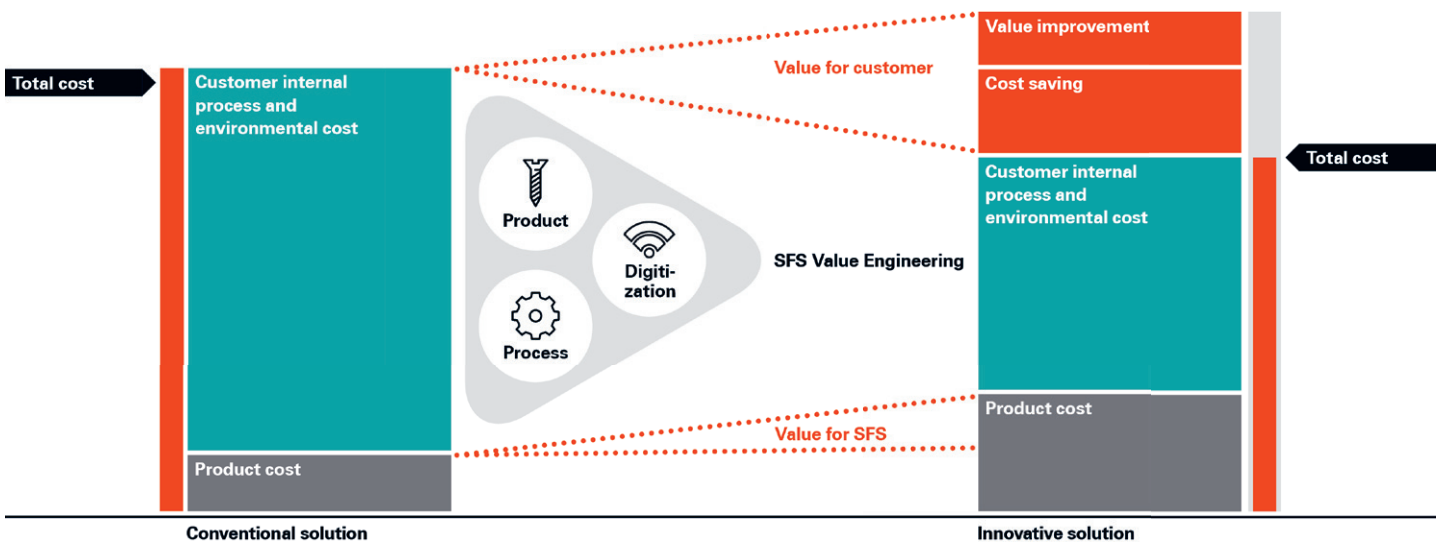 Total cost
Customer internal
process and
environmental cost
Product cost
Conventional solution
Product
Process
Digiti-
zation
Value for customer
SFS Value Engineering
Value for SFS
Value improvement
Cost saving
Customer internal
process and
environmental cost
Product cost
Innovative solution
Total cost